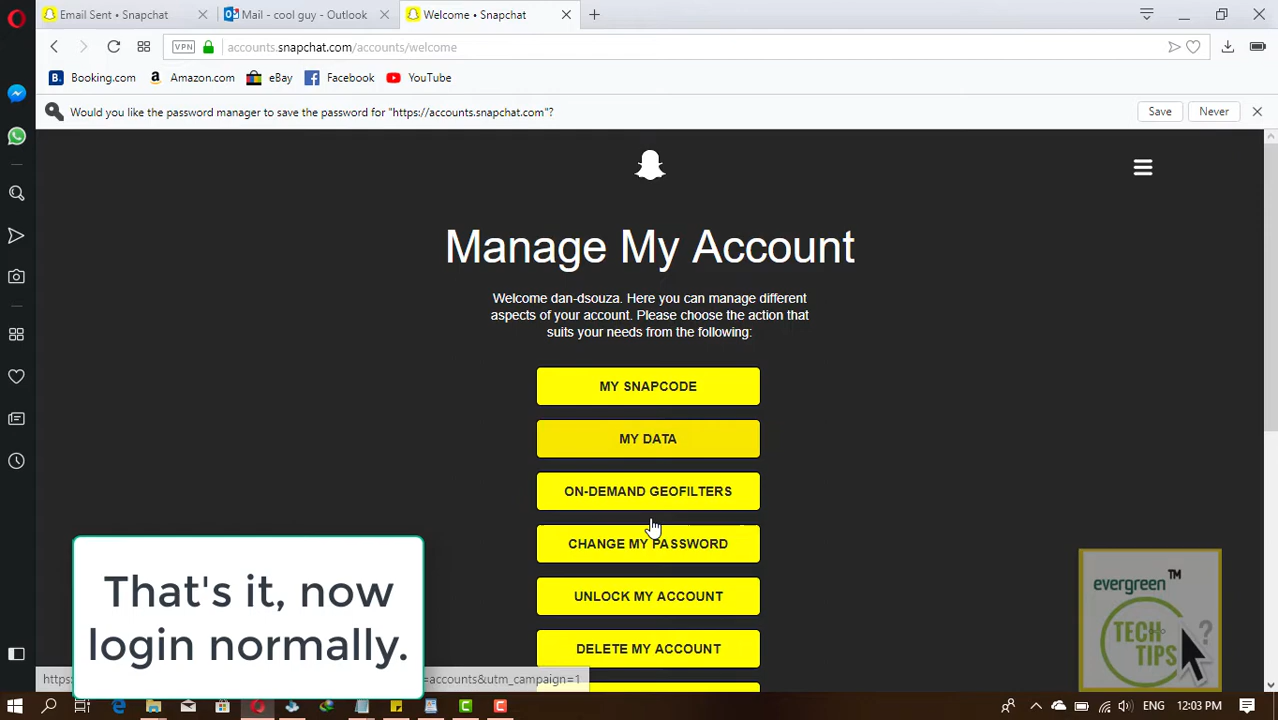 Email Sent • Snapchat
Mail - cool guy - Outlook
Welcome • Snapchat
VPN
accounts.snapchat.com/accounts/welcome
B. Booking.com
a Amazon.com
eBay
Facebook
YouTube
Would you like the password manager to save the password for "https://accounts.snapchat.com"?
Save
Never
Manage My Account
Welcome dan-dsouza. Here you can manage different
aspects of your account. Please choose the action that
suits your needs from the following:
MY SNAPCODE
MY DATA
ON-DEMAND GEOFILTERS
CHANGE MY PASSWORD
UNLOCK MY ACCOUNT
DELETE MY ACCOUNT
That's it, now
login normally.
evergreen™
TECH
TIPS
?
=accounts&utm_campaign=1
ENG
12:03 PM